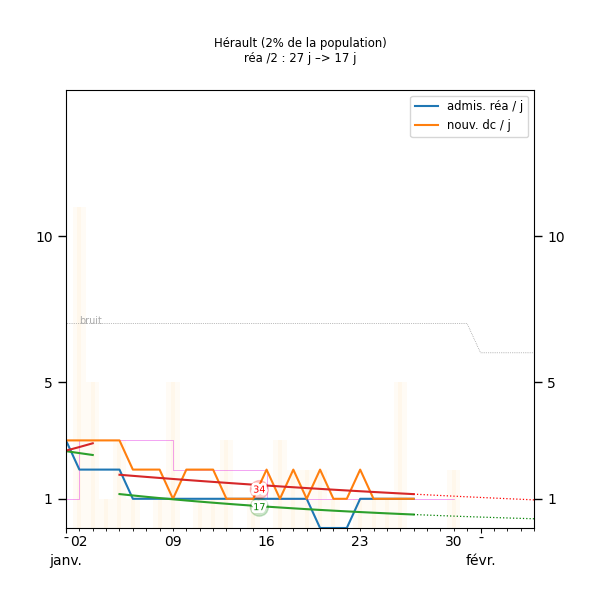 Hérault (2% de la population)
réa /2 : 27 j –> 17 j
admis. réa / j
nouv. dc / j
10 10
bruit
5 5
34
17
1 1
02 09 16 23 30
janv. févr.